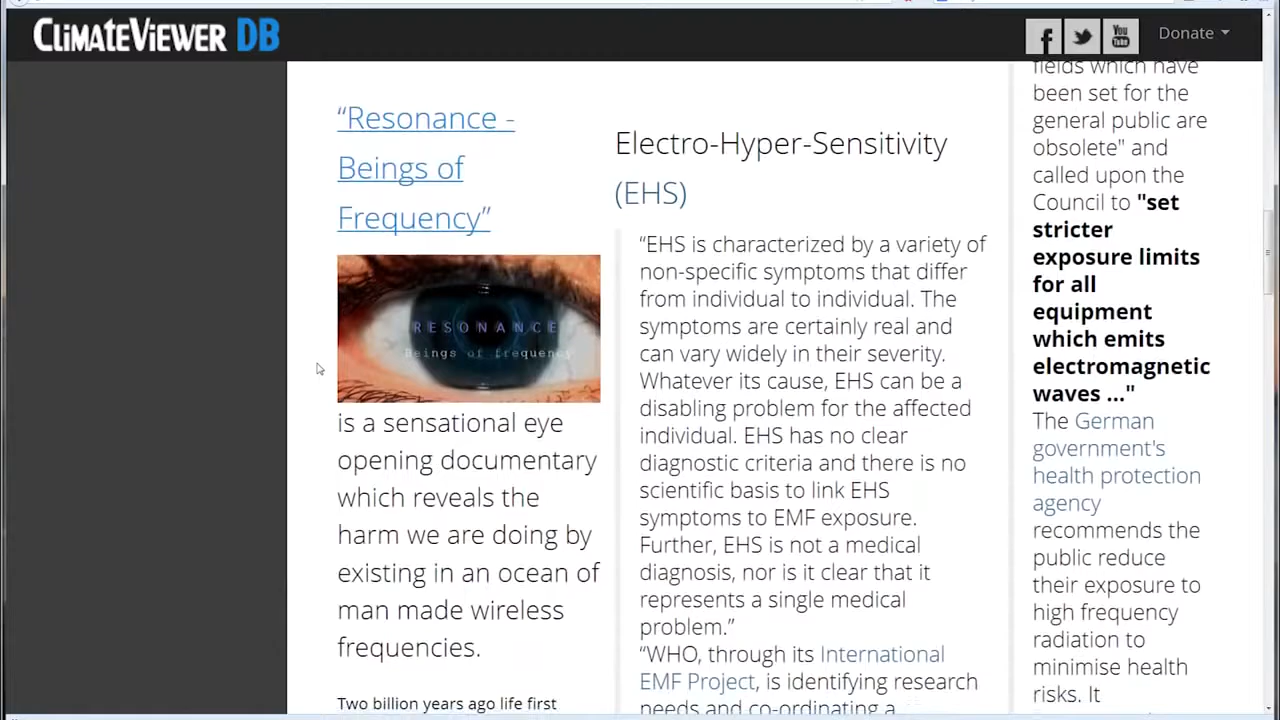 CLIMATEVIEWER DB
f
You
Tube
Donate
“Resonance -
Beings of
Frequency”
RESONANCE
Beings of frequency
is a sensational eye
opening documentary
which reveals the
harm we are doing by
existing in an ocean of
man made wireless
frequencies.
Two billion years ago life first
Electro-Hyper-Sensitivity
(EHS)
“EHS is characterized by a variety of
non-specific symptoms that differ
from individual to individual. The
symptoms are certainly real and
can vary widely in their severity.
Whatever its cause, EHS can be a
disabling problem for the affected
individual. EHS has no clear
diagnostic criteria and there is no
scientific basis to link EHS
symptoms to EMF exposure.
Further, EHS is not a medical
diagnosis, nor is it clear that it
represents a single medical
problem.”
“WHO, through its International
EMF Project, is identifying research
needs and co-ordinating a
fields which have
been set for the
general public are
obsolete" and
called upon the
Council to "set
stricter
exposure limits
for all
equipment
which emits
electromagnetic
waves ..."
The German
government's
health protection
agency
recommends the
public reduce
their exposure to
high frequency
radiation to
minimise health
risks. It